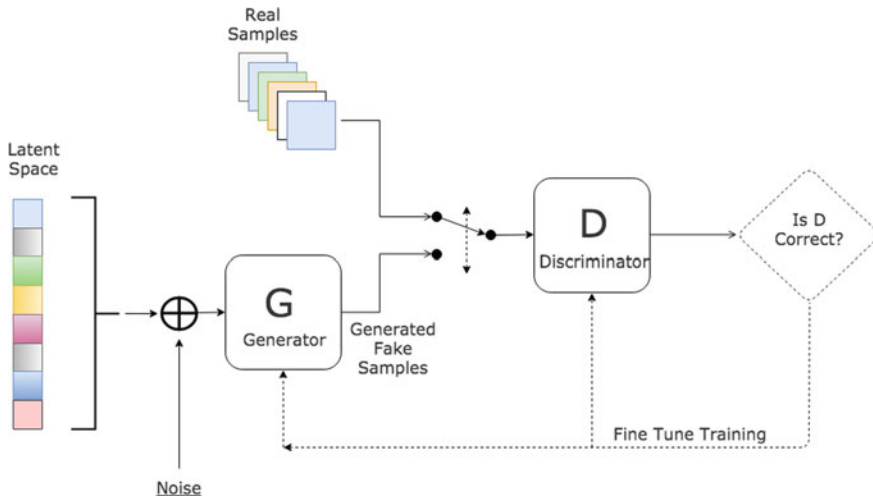 Real
Samples
Latent
Space
G
Generator
Generated
Fake
Samples
D
Discriminator
Is D
Correct?
Fine Tune Training
Noise